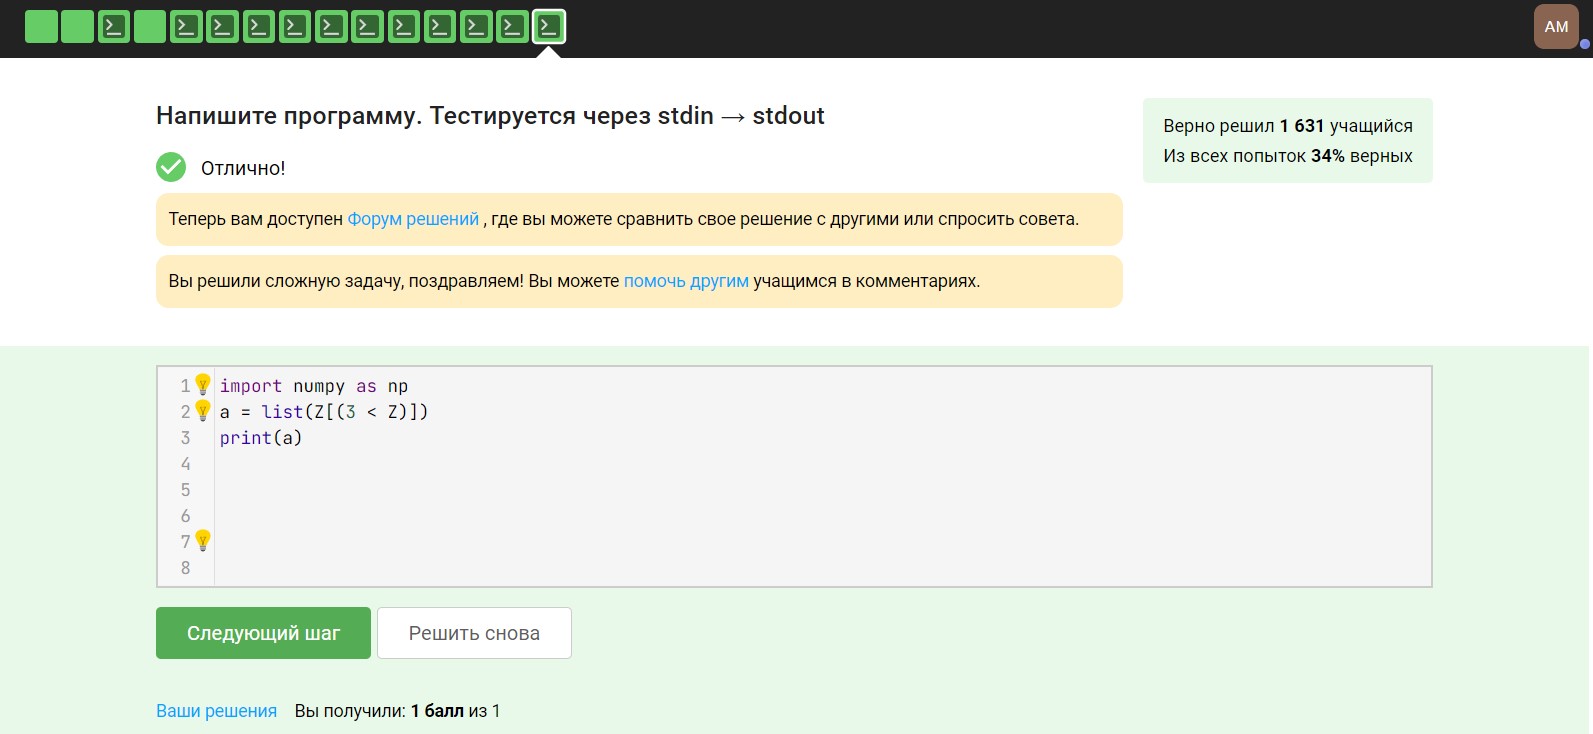 AM
Напишите программу. Тестируется через stdin → stdout
Верно решил 1 631 учащийся
Из всех попыток 34% верных
Отлично!
Теперь вам доступен Форум решений , где вы можете сравнить свое решение с другими или спросить совета.
Вы решили сложную задачу, поздравляем! Вы можете помочь другим учащимся в комментариях.
1 import numpy as np
2 a = list(Z[(3 < Z)])
3 print(a)
4
5
6
7
8
Следующий шаг
Решить снова
Ваши решения Вы получили: 1 балл из 1